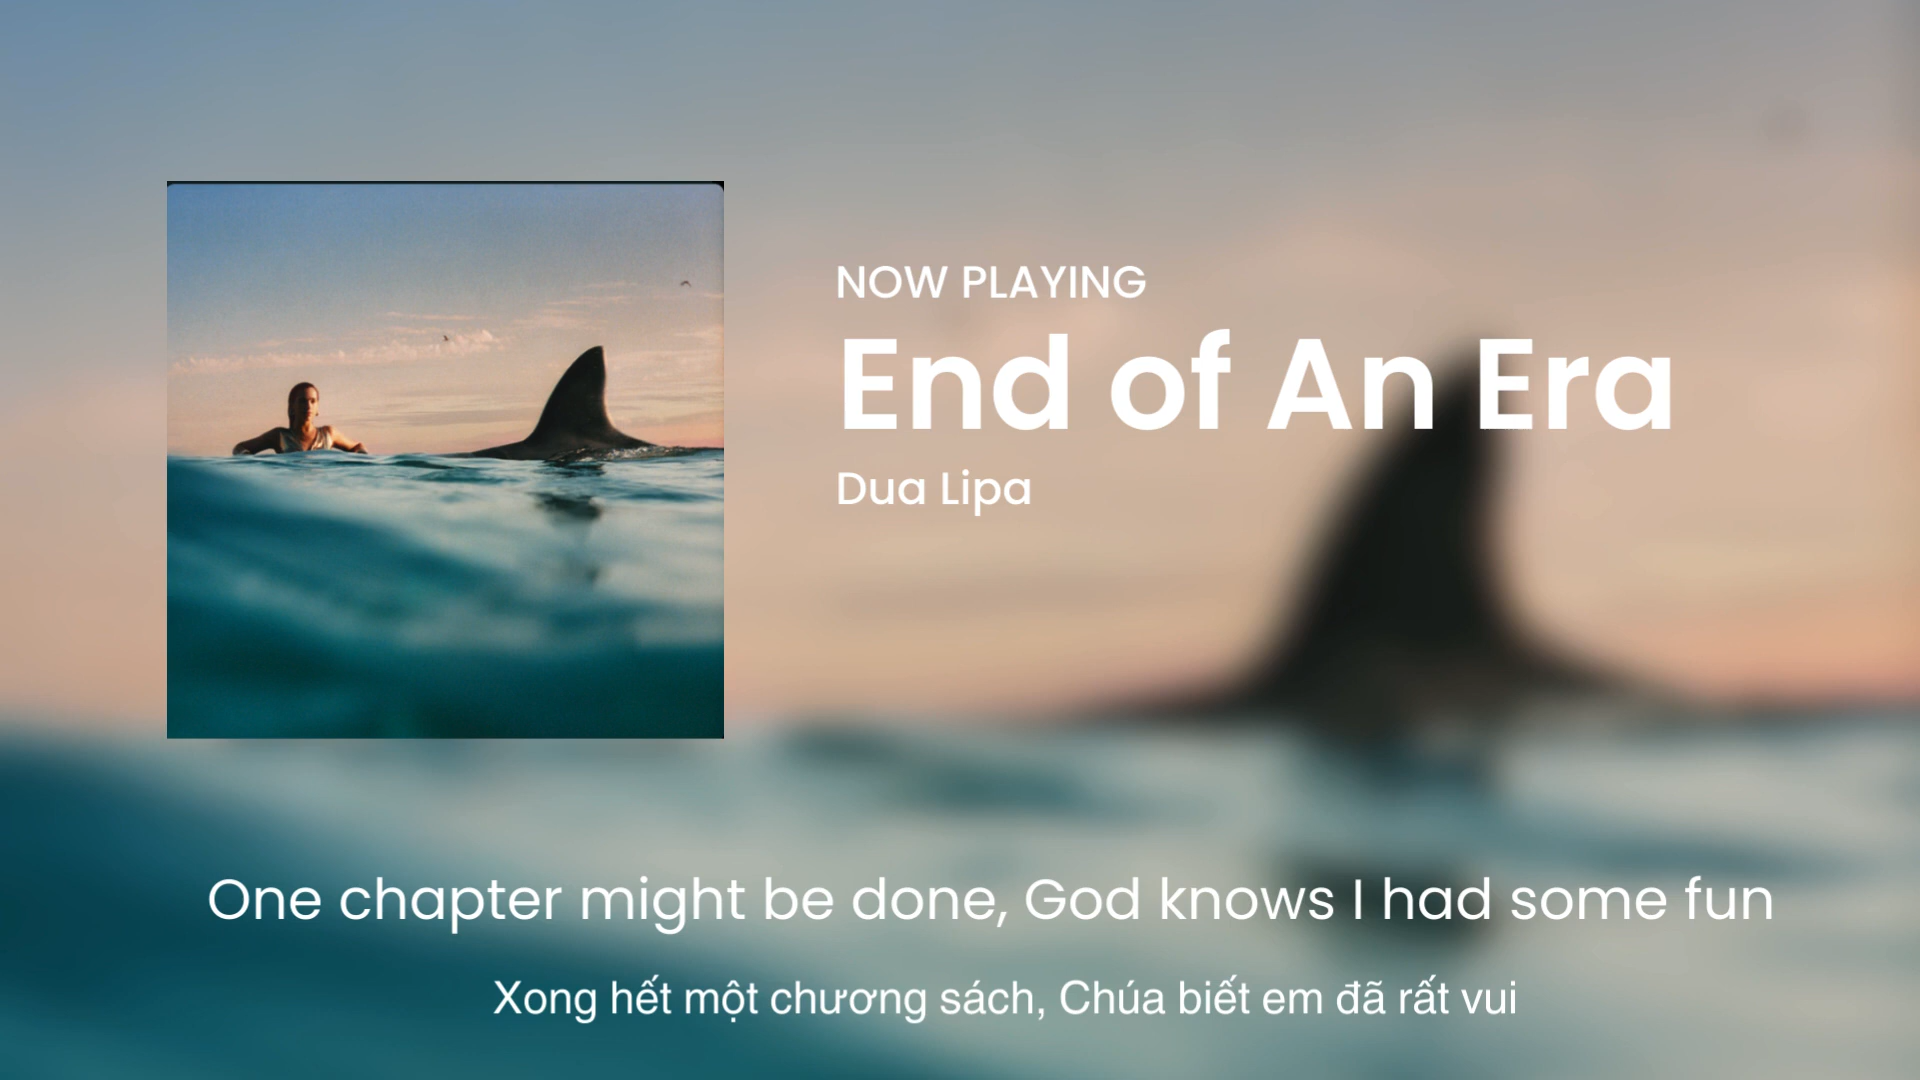 NOW PLAYING
End of An Era
Dua Lipa
One chapter might be done, God knows I had some fun
Xong hết một chương sách, Chúa biết em đã rất vui